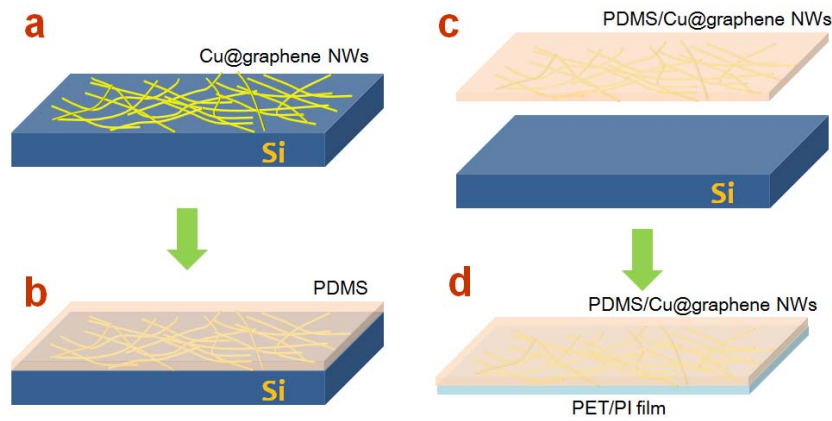 a
Cu@graphene NWs
Si
b
PDMS
Si
c
PDMS/Cu@graphene NWs
Si
d
PDMS/Cu@graphene NWs
PET/PI film